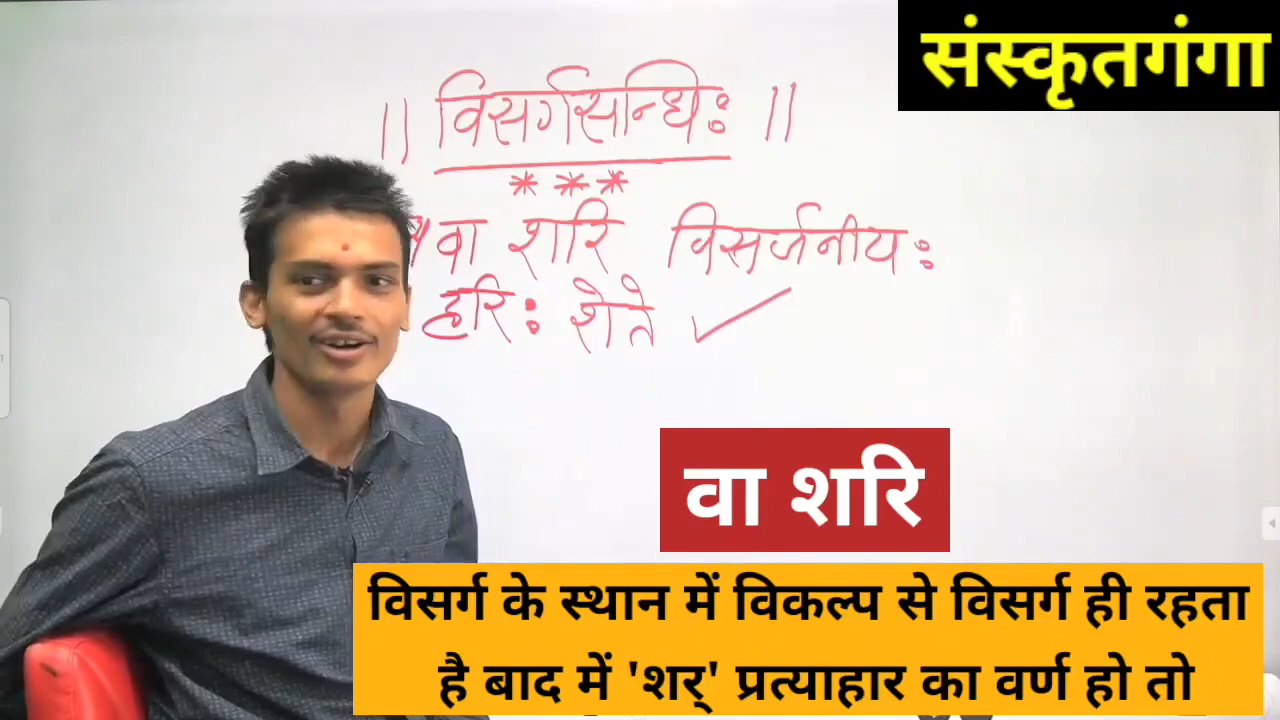 संस्कृतगंगा
|| विसर्गसन्धिः ||
***
वा शरि विसर्जनीयः
हरिः शेते ✓
वा शरि
विसर्ग के स्थान में विकल्प से विसर्ग ही रहता
है बाद में 'शर्' प्रत्याहार का वर्ण हो तो